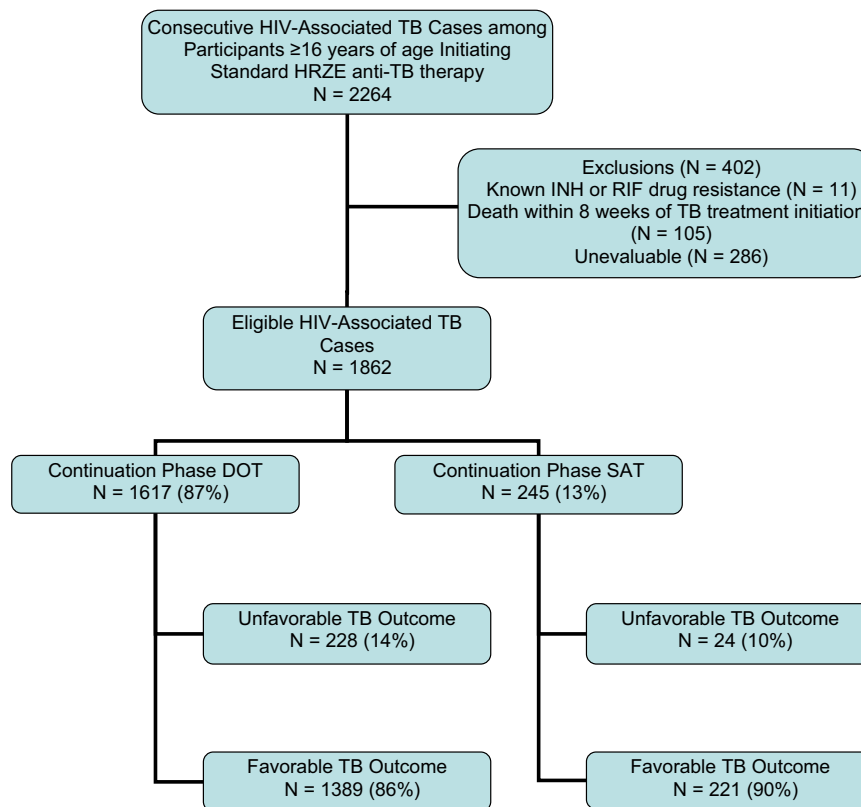 Consecutive HIV-Associated TB Cases among
Participants ≥16 years of age Initiating
Standard HRZE anti-TB therapy
N = 2264
Exclusions (N = 402)
Known INH or RIF drug resistance (N = 11)
Death within 8 weeks of TB treatment initiation
(N = 105)
Unevaluable (N = 286)
Eligible HIV-Associated TB
Cases
N = 1862
Continuation Phase DOT
N = 1617 (87%)
Continuation Phase SAT
N = 245 (13%)
Unfavorable TB Outcome
N = 228 (14%)
Unfavorable TB Outcome
N = 24 (10%)
Favorable TB Outcome
N = 1389 (86%)
Favorable TB Outcome
N = 221 (90%)